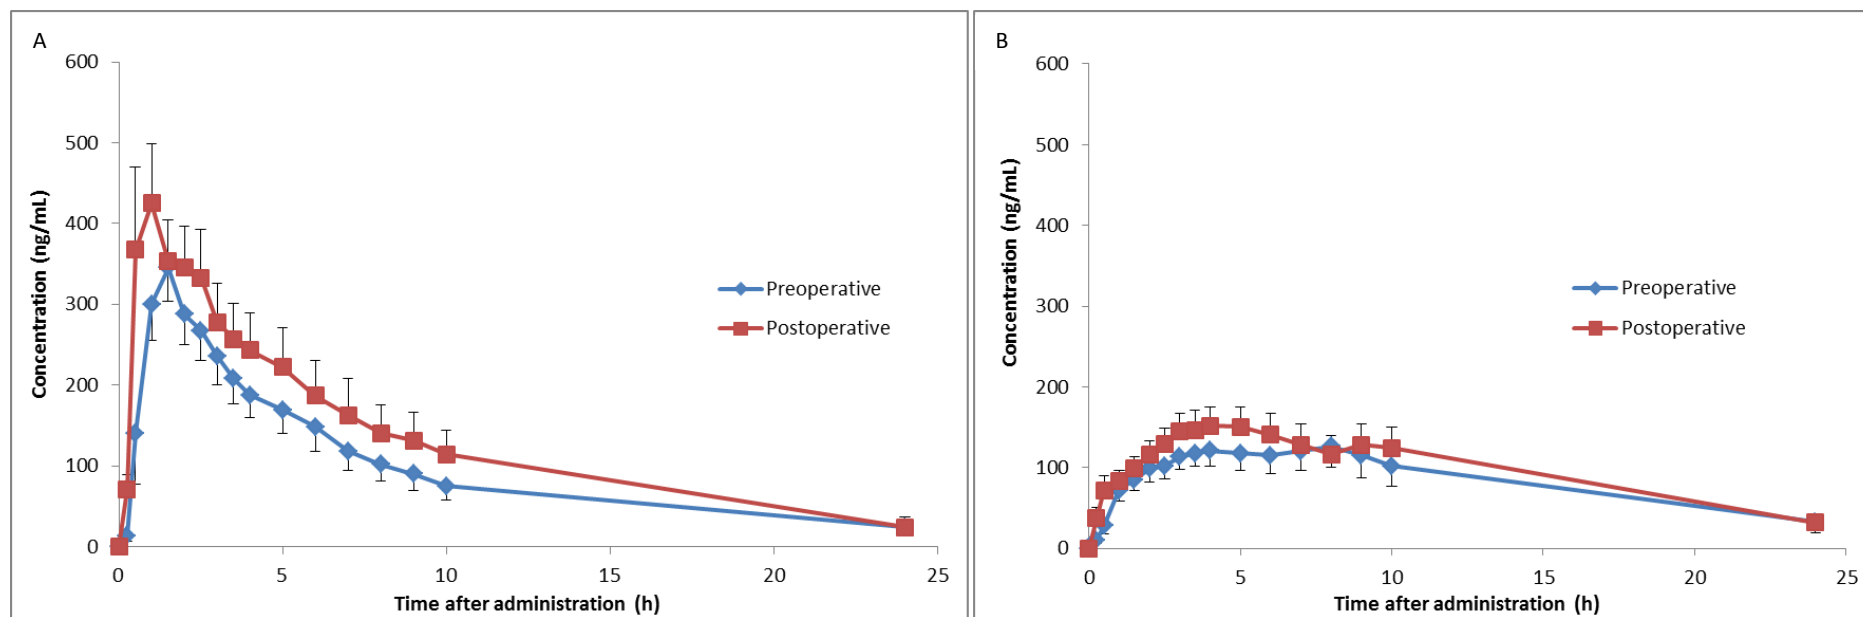 A
600
500
400
300
200
100
0
Concentration (ng/mL)
0 5 10 15 20 25
Time after administration (h)
Preoperative
Postoperative
B
600
500
400
300
200
100
0
Concentration (ng/mL)
0 5 10 15 20 25
Time after administration (h)
Preoperative
Postoperative